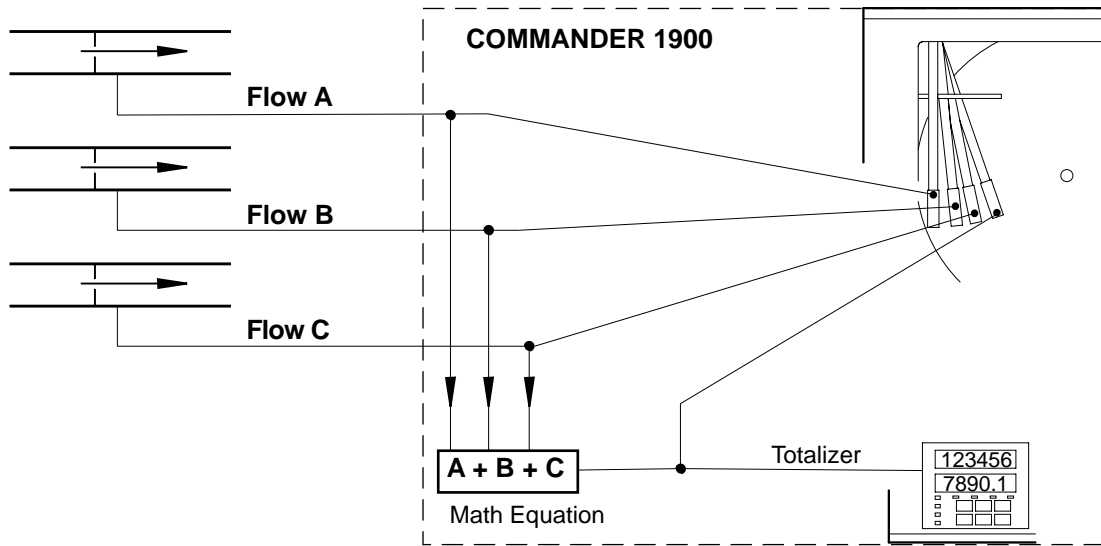 COMMANDER 1900
Flow A
Flow B
Flow C
A + B + C
Math Equation
Totalizer
123456
7890.1